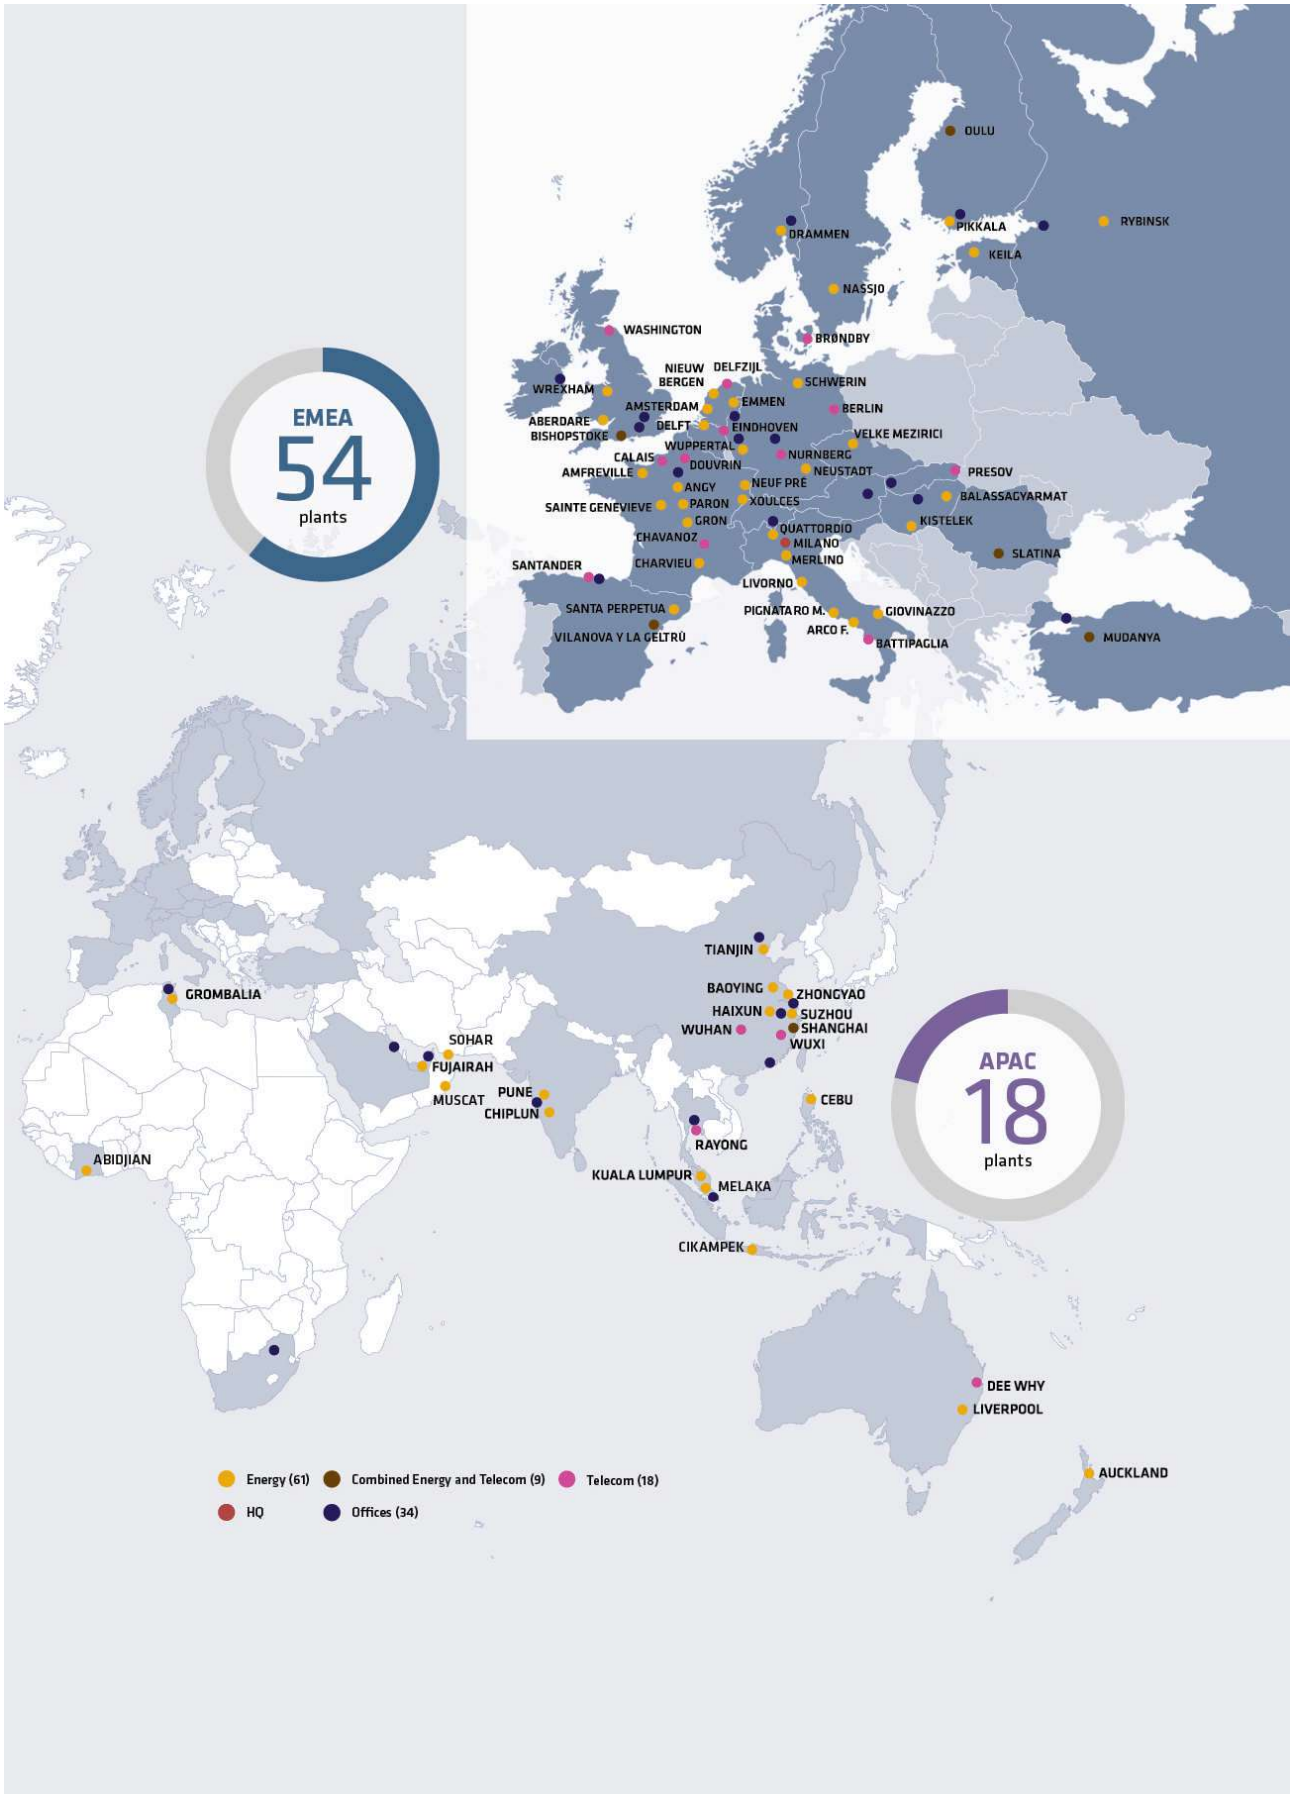 OULU
PIKKALA
RYBINSK
DRAMMEN
KEILA
NASSJO
WASHINGTON
BRØNDBY
NIEUW
BERGEN
DELFZIJL
SCHWERIN
WREXHAM
AMSTERDAM
EMMEN
BERLIN
ABERDARE
DELFT
EINDHOVEN
BISHOPSTOKE
VELKE MEZIRICI
WUPPERTAL
CALAIS
NURNBERG
DOUVRIN
AMFREVILLE
NEUSTADT
PRESOV
ANGY
NEUF PRÉ
BALASSAGYARMAT
SAINTE GENEVIEVE
PARON
XOULCES
GRON
KISTELEK
QUATTORDIO
CHAVANOZ
MILANO
SLATINA
CHARVIEU
MERLINO
SANTANDER
LIVORNO
SANTA PERPETUA
PIGNATARO M.
GIOVINAZZO
ARCO F.
VILANOVA Y LA GELTRÙ
BATTIPAGLIA
MUDANYA
EMEA
54
plants
TIANJIN
BAOYING
ZHONGYAO
GROMBALIA
HAIXUN
SUZHOU
WUHAN
SHANGHAI
WUXI
SOHAR
FUJAIRAH
MUSCAT
PUNE
CHIPLUN
CEBU
RAYONG
ABIDJIAN
KUALA LUMPUR
MELAKA
CIKAMPEK
APAC
18
plants
DEE WHY
LIVERPOOL
AUCKLAND
Energy (61)
Combined Energy and Telecom (9)
Telecom (18)
HQ
Offices (34)